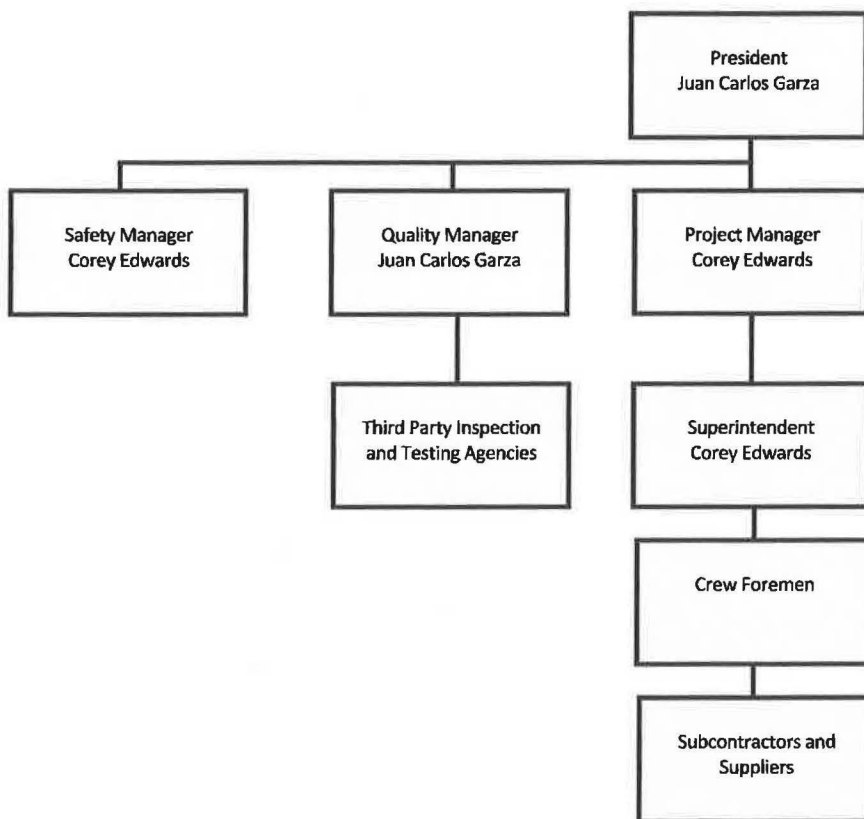 President
Juan Carlos Garza
Safety Manager
Corey Edwards
Quality Manager
Juan Carlos Garza
Project Manager
Corey Edwards
Third Party Inspection
and Testing Agencies
Superintendent
Corey Edwards
Crew Foremen
Subcontractors and
Suppliers